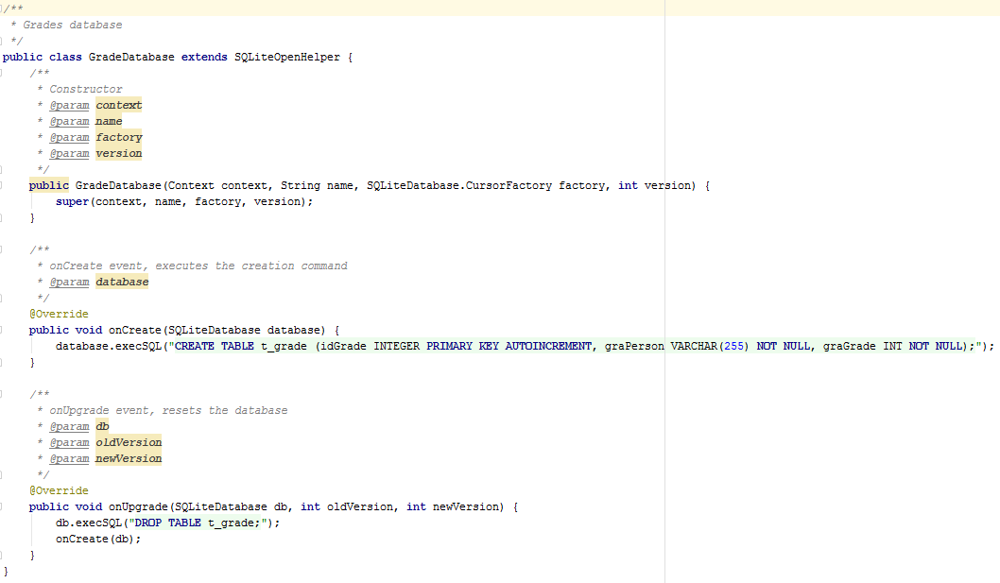 /**
 * Grades database
 */
public class GradeDatabase extends SQLiteOpenHelper {
    /**
     * Constructor
     * @param context
     * @param name
     * @param factory
     * @param version
     */
    public GradeDatabase(Context context, String name, SQLiteDatabase.CursorFactory factory, int version) {
        super(context, name, factory, version);
    }

    /**
     * onCreate event, executes the creation command
     * @param database
     */
    @Override
    public void onCreate(SQLiteDatabase database) {
        database.execSQL("CREATE TABLE t_grade (idGrade INTEGER PRIMARY KEY AUTOINCREMENT, graPerson VARCHAR(255) NOT NULL, graGrade INT NOT NULL);");
    }

    /**
     * onUpgrade event, resets the database
     * @param db
     * @param oldVersion
     * @param newVersion
     */
    @Override
    public void onUpgrade(SQLiteDatabase db, int oldVersion, int newVersion) {
        db.execSQL("DROP TABLE t_grade;");
        onCreate(db);
    }
}